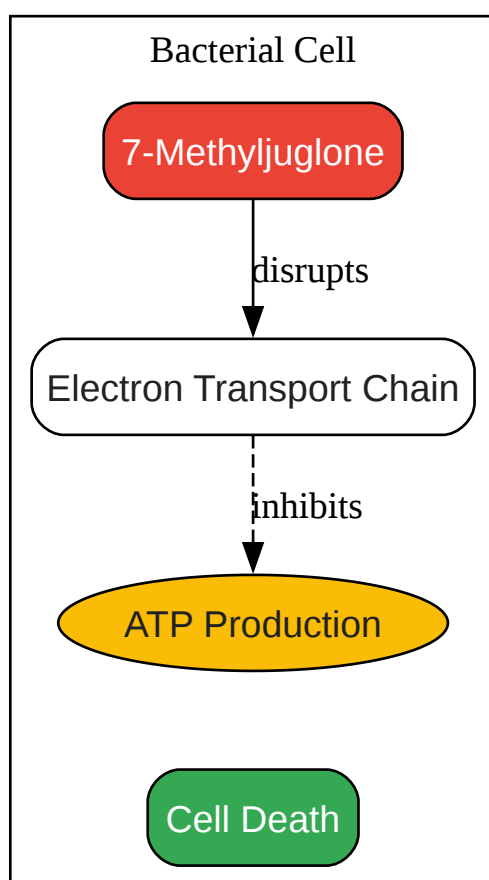 Bacterial Cell
7-Methyljuglone
disrupts
Electron Transport Chain
inhibits
ATP Production
Cell Death